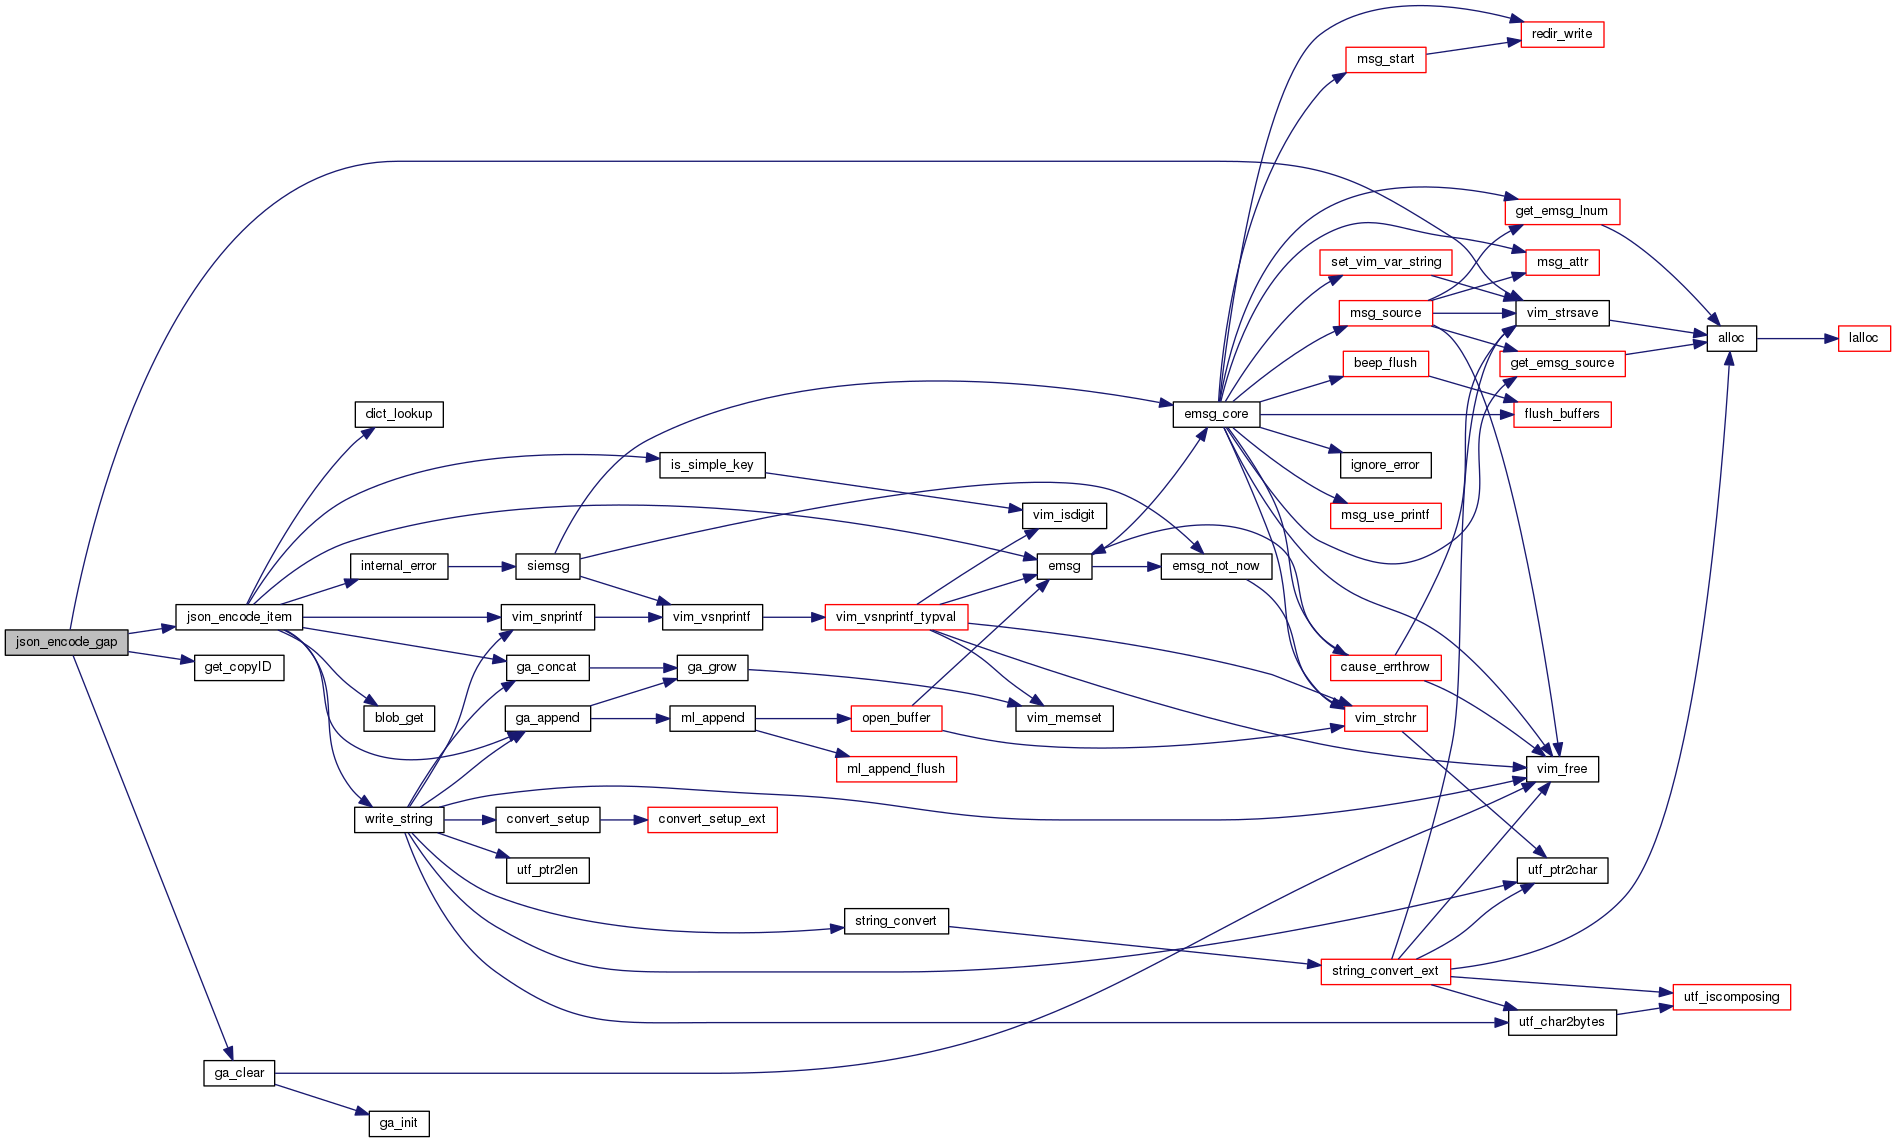 redir_write
msg_start
get_emsg_lnum
set_vim_var_string
msg_attr
msg_source
vim_strsave
alloc
lalloc
beep_flush
get_emsg_source
dict_lookup
emsg_core
flush_buffers
is_simple_key
ignore_error
vim_isdigit
msg_use_printf
internal_error
siemsg
emsg
emsg_not_now
json_encode_item
vim_snprintf
vim_vsnprintf
vim_vsnprintf_typval
json_encode_gap
get_copyID
ga_concat
ga_grow
cause_errthrow
blob_get
ga_append
ml_append
open_buffer
vim_memset
vim_strchr
ml_append_flush
vim_free
write_string
convert_setup
convert_setup_ext
utf_ptr2len
utf_ptr2char
string_convert
string_convert_ext
utf_iscomposing
utf_char2bytes
ga_clear
ga_init